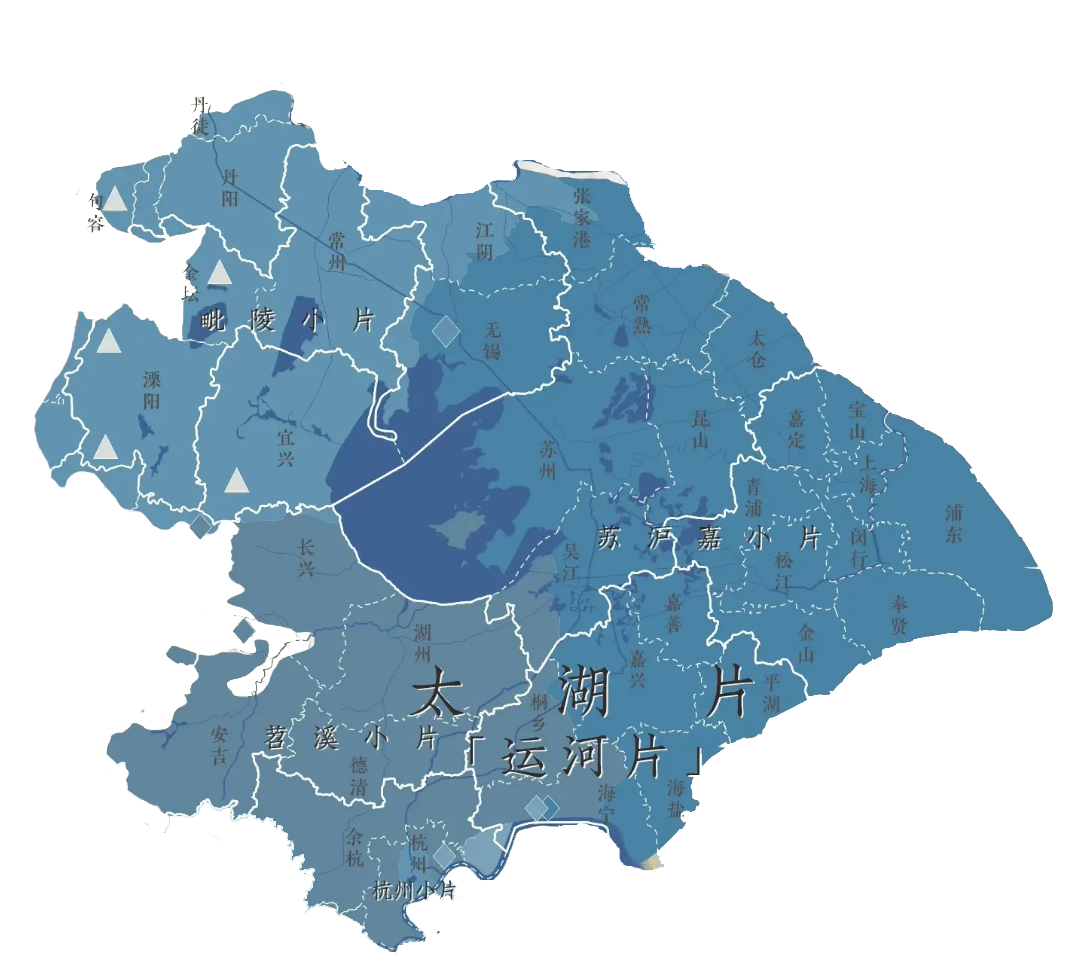 丹徒
丹阳
句容
张家港
江阴
常州
金坛
毗陵小片
常熟
无锡
太仓
溧阳
宜兴
苏州
昆山
嘉定
宝山
上海
青浦
浦东
苏沪嘉小片
长兴
吴江
松江
闵行
嘉善
奉贤
湖州
金山
嘉兴
平湖
太湖片
桐乡
安吉
苕溪小片
「运河片」
德清
海宁
海盐
余杭
杭州
杭州小片